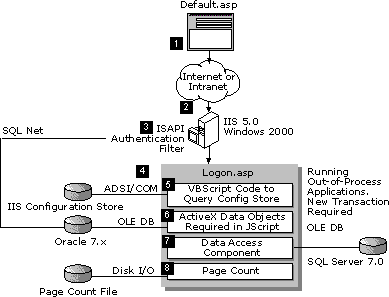 Default.asp
1
Internet or
Intranet
2
SQL Net
3 ISAPI
Authentication
Filter
IIS 5.0
Windows 2000
4
Logon.asp
ADSI/COM
5
VBScript Code to
Query Config Store
IIS Configuration Store
Running
Out-of-Process
Applications.
New Transaction
Required
OLE DB
6
ActiveX Data Objects
Required in JScript
Oracle 7.x
OLE DB
7
Data Access
Component
SQL Server 7.0
Disk I/O
8
Page Count
Page Count File